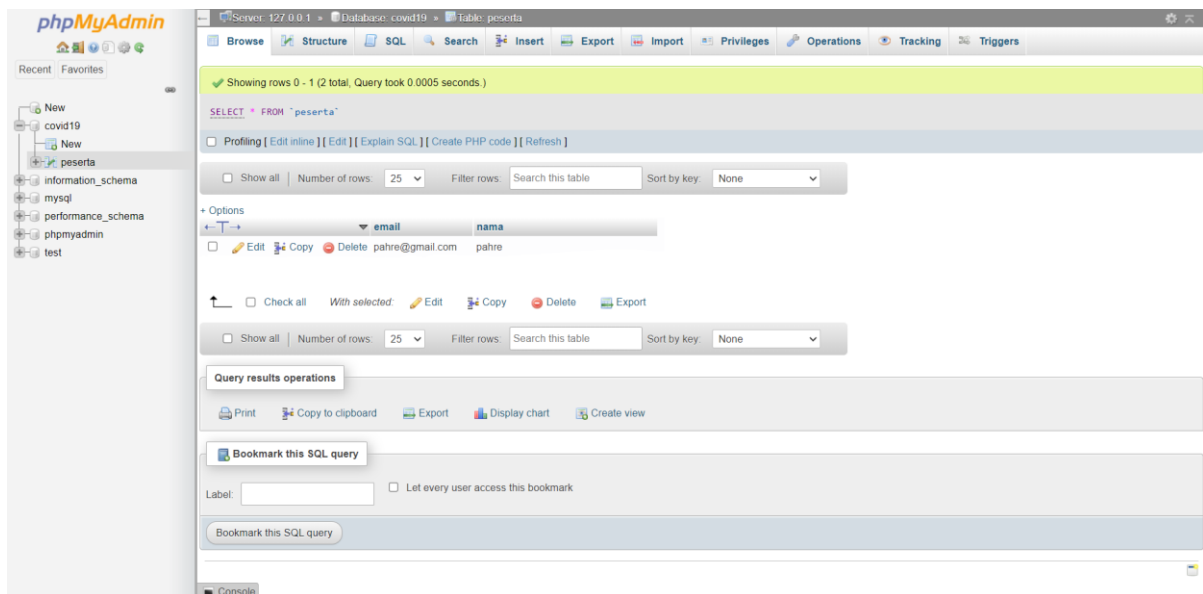 phpMyAdmin
Recent Favorites
New
covid19
New
peserta
information_schema
mysql
performance_schema
phpmyadmin
test
Server: 127.0.0.1 » Database: covid19 » Table: peserta
Browse Structure SQL Search Insert Export Import Privileges Operations Tracking Triggers
Showing rows 0 - 1 (2 total, Query took 0.0005 seconds.)
SELECT * FROM `peserta`
Profiling [ Edit inline ] [ Edit ] [ Explain SQL ] [ Create PHP code ] [ Refresh ]
Show all Number of rows: 25 Filter rows: Search this table Sort by key: None
+ Options
←T→ email nama
Edit Copy Delete pahre@gmail.com pahre
Check all With selected: Edit Copy Delete Export
Show all Number of rows: 25 Filter rows: Search this table Sort by key: None
Query results operations
Print Copy to clipboard Export Display chart Create view
Bookmark this SQL query
Label: Let every user access this bookmark
Bookmark this SQL query
Console